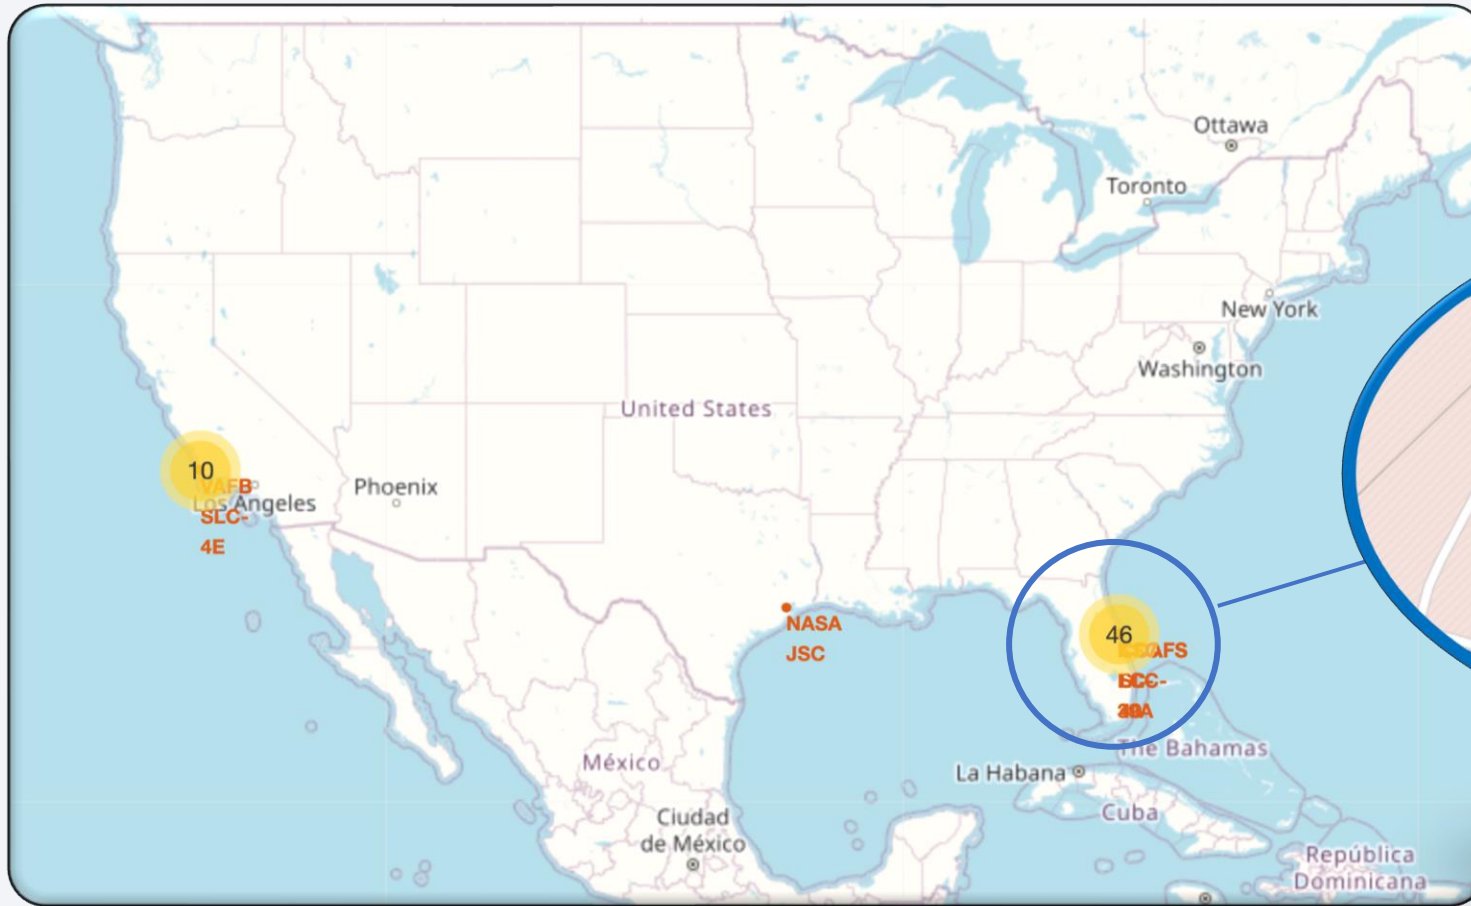 Ottawa
Toronto
New York
Washington
United States
10
VAFB
Los Angeles
SLC-
4E
Phoenix
NASA
JSC
46
The Bahamas
La Habana
México
Cuba
Ciudad
de México
República
Dominicana